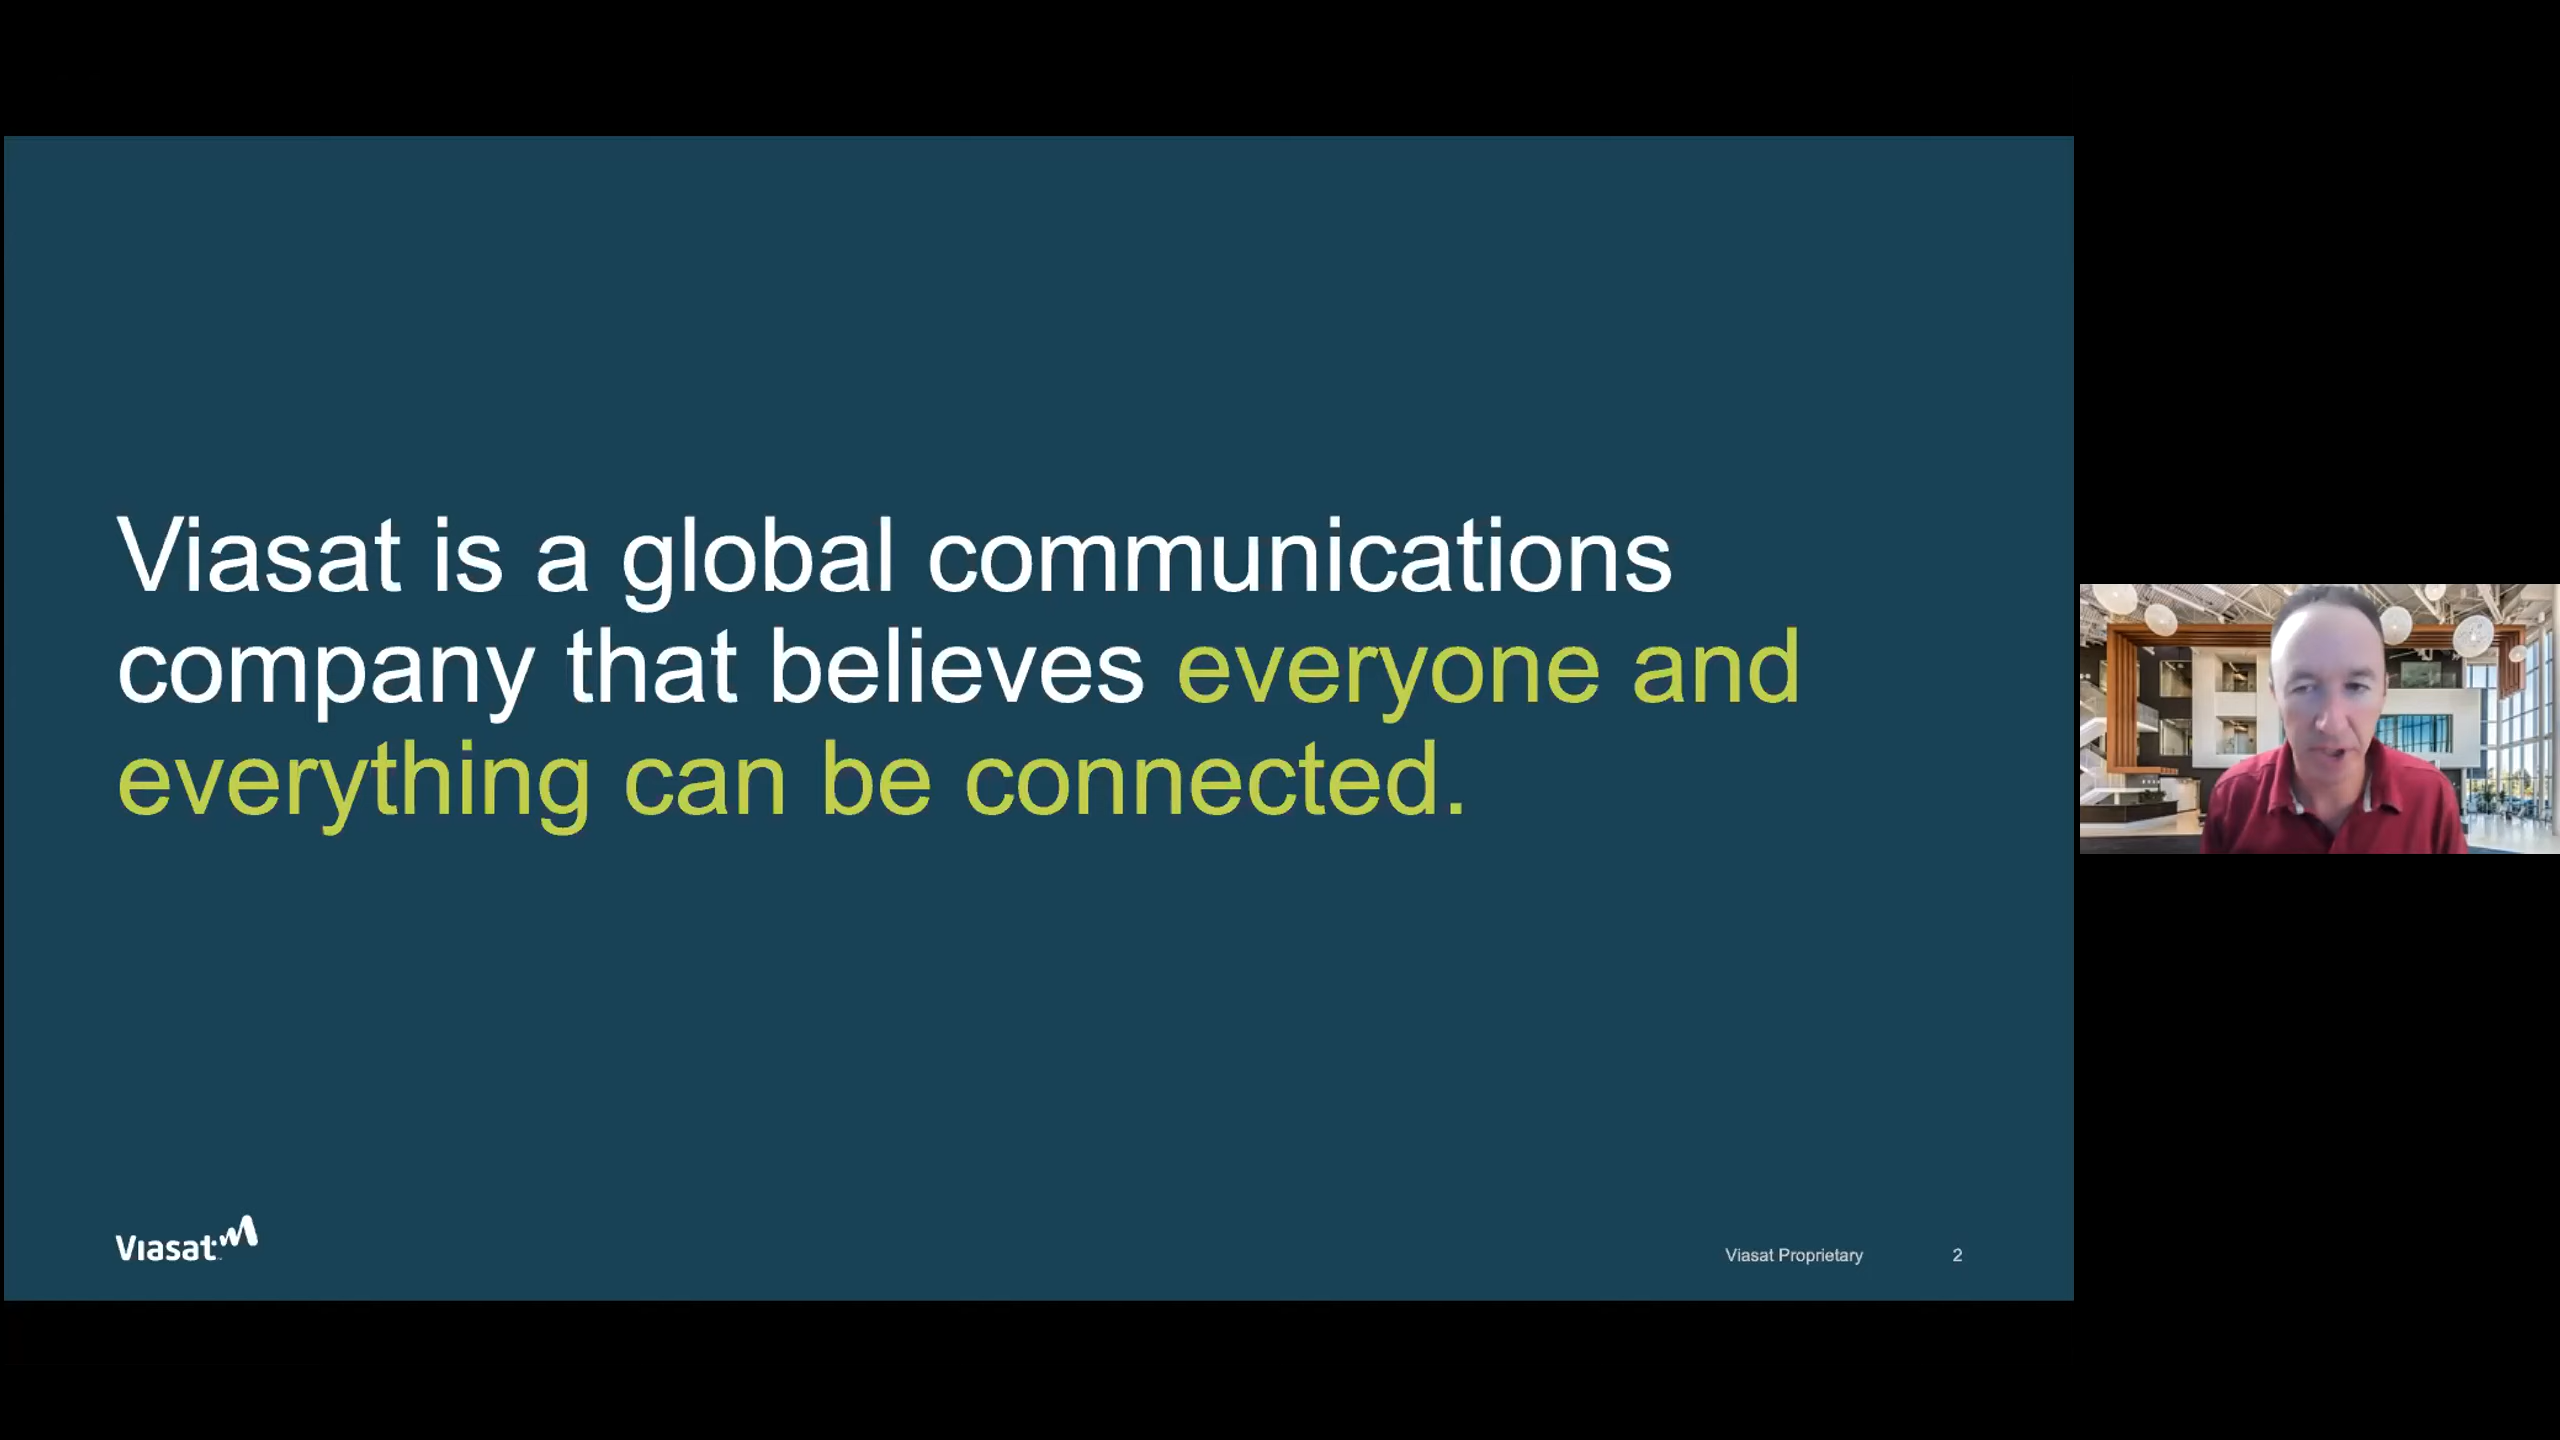 Viasat is a global communications
company that believes everyone and
everything can be connected.
Viasat
Viasat Proprietary
2